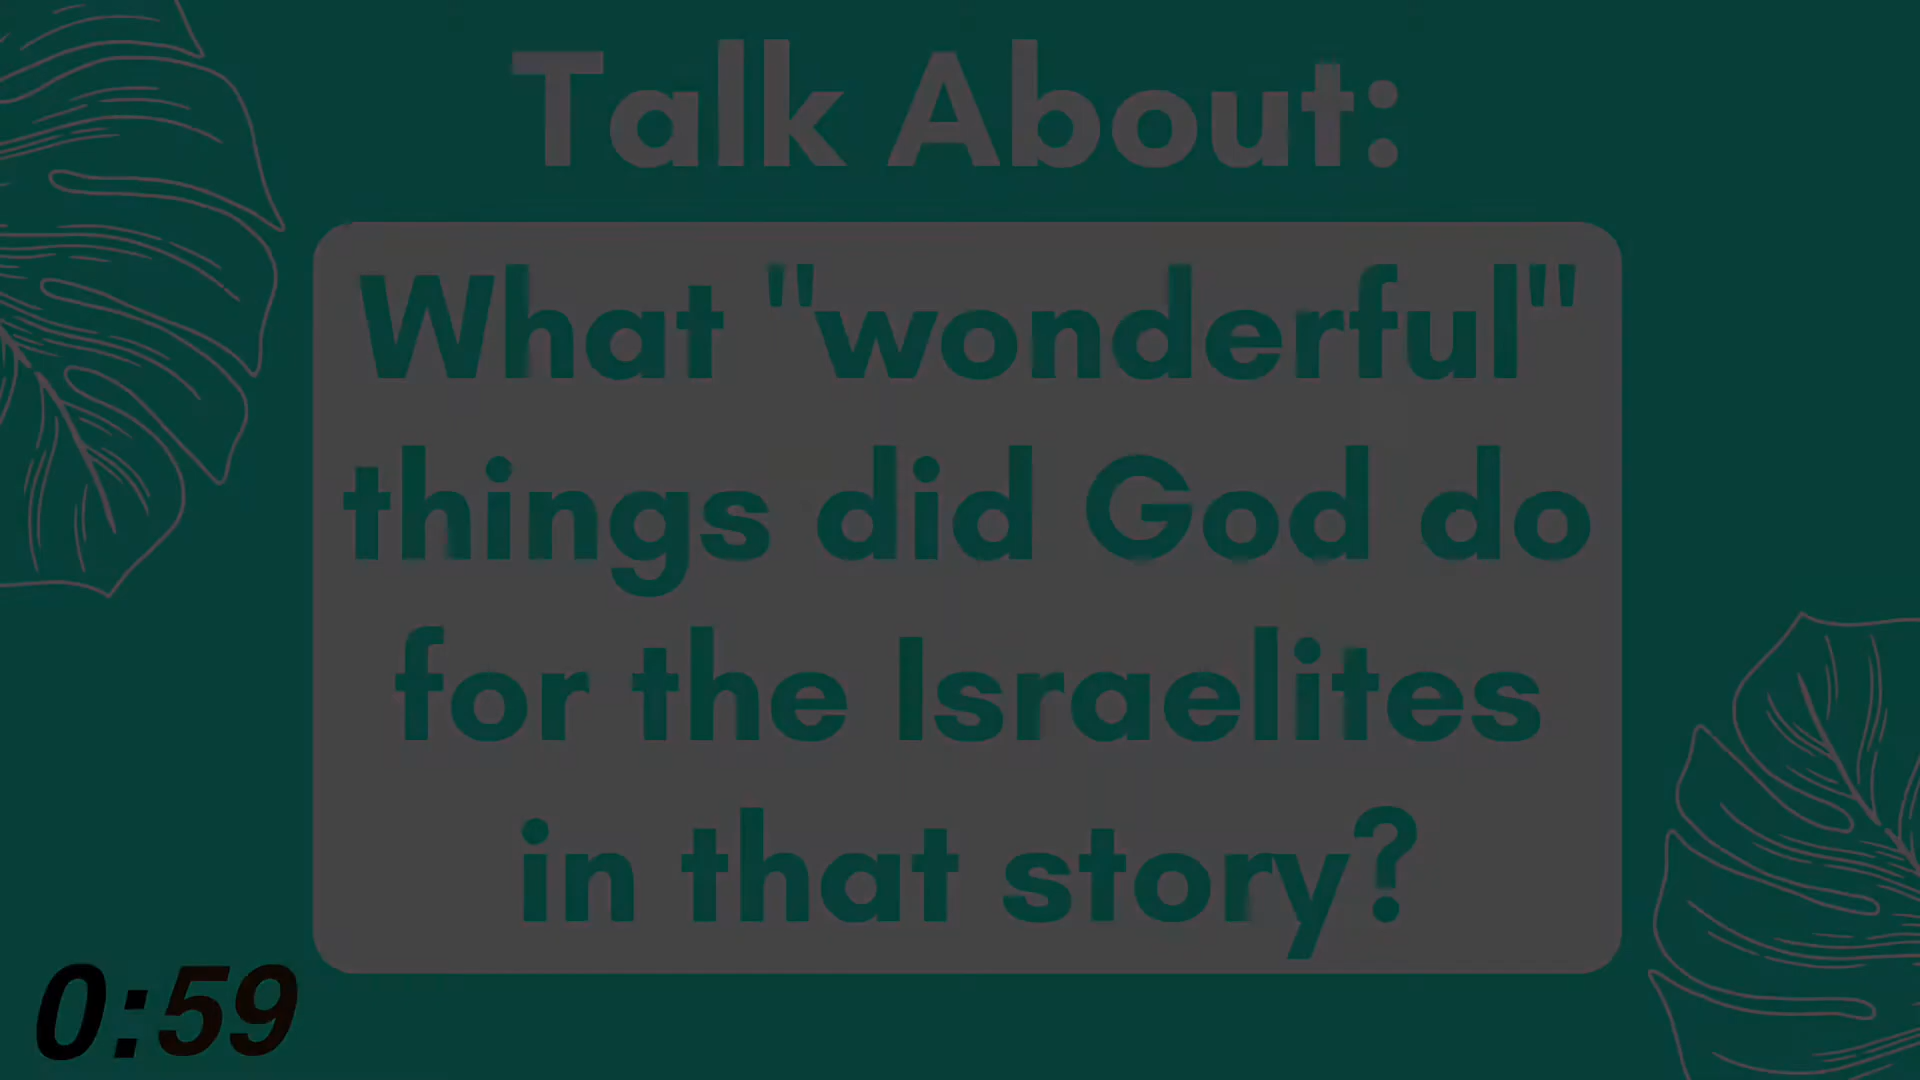 Talk About:
What "wonderful"
things did God do
for the Israelites
in that story?
0:59